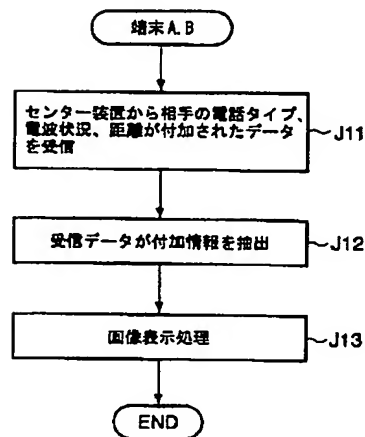 端末A,B
センター装置から相手の電話タイプ、
電波状況、距離が付加されたデータ
を受信
J11
受信データが付加情報を抽出
J12
画像表示処理
J13
END